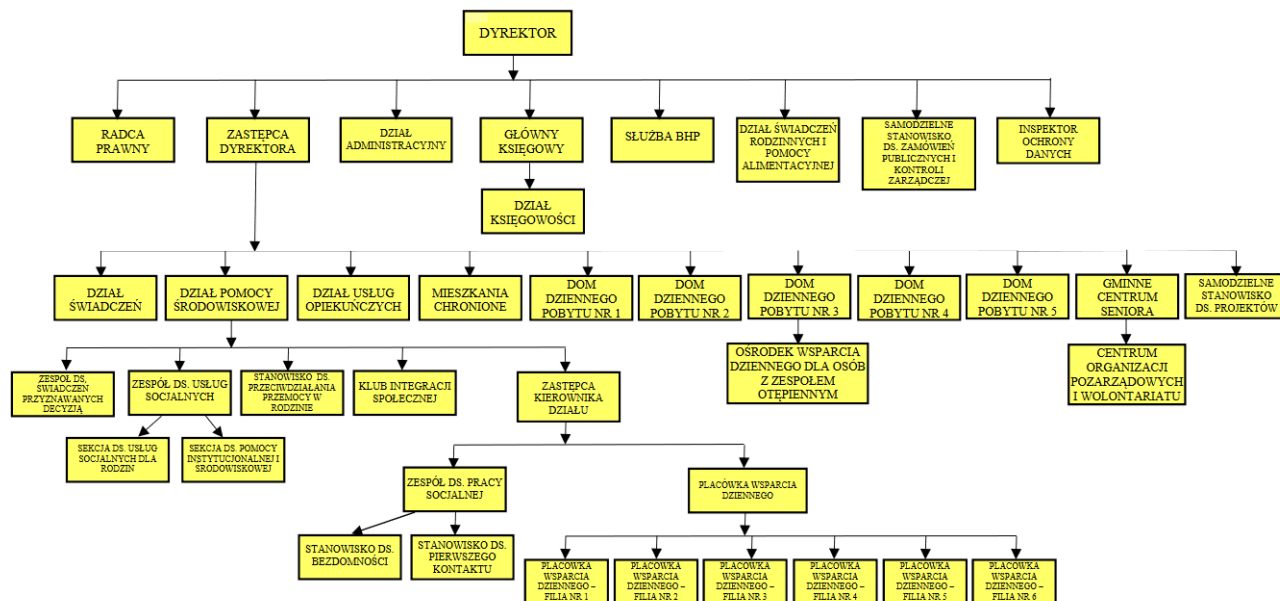 DYREKTOR
RADCA
PRAWNY
ZASTĘPCA
DYREKTORA
DZIAŁ
ADMINISTRACYJNY
GŁÓWNY
KSIĘGOWY
SŁUŻBA BHP
DZIAŁ ŚWIADCZEŃ
RODZINNYCH I
POMOCY
ALIMENTACYJNEJ
SAMODZIELNE
STANOWISKO
DS. ZAMÓWIEŃ
PUBLICZNYCH I
KONTROLI
ZARZĄDCZEJ
INSPEKTOR
OCHRONY
DANYCH
DZIAŁ
KSIĘGOWOŚCI
DZIAŁ
ŚWIADCZEŃ
DZIAŁ POMOCY
ŚRODOWISKOWEJ
DZIAŁ USŁUG
OPIEKUŃCZYCH
MIESZKANIA
CHRONIONE
DOM
DZIENNEGO
POBYTU NR 1
DOM
DZIENNEGO
POBYTU NR 2
DOM
DZIENNEGO
POBYTU NR 3
DOM
DZIENNEGO
POBYTU NR 4
DOM
DZIENNEGO
POBYTU NR 5
GMINNE
CENTRUM
SENIORA
SAMODZIELNE
STANOWISKO
DS. PROJEKTÓW
OŚRODEK WSPARCIA
DZIENNEGO DLA OSÓB
Z ZESPOŁEM
OTĘPIENNYM
CENTRUM
ORGANIZACJI
POZARZĄDOWYCH
I WOLONTARIATU
ZESPÓŁ DS.
ŚWIADCZEŃ
PRZYZNAWANYCH
DECYZJĄ
ZESPÓŁ DS. USŁUG
SOCJALNYCH
STANOWISKO DS.
PRZECIWDZIAŁANIA
PRZEMOCY W
RODZINIE
KLUB INTEGRACJI
SPOŁECZNEJ
ZASTĘPCA
KIEROWNIKA
DZIAŁU
SEKCJA DS. USŁUG
SOCJALNYCH DLA
RODZIN
SEKCJA DS. POMOCY
INSTYTUCJONALNEJ I
ŚRODOWISKOWEJ
ZESPÓŁ DS. PRACY
SOCJALNEJ
PLACÓWKA WSPARCIA
DZIENNEGO
STANOWISKO DS.
BEZDOMNOŚCI
STANOWISKO DS.
PIERWSZEGO
KONTAKTU
PLACÓWKA
WSPARCIA
DZIENNEGO –
FILIA NR 1
PLACÓWKA
WSPARCIA
DZIENNEGO –
FILIA NR 2
PLACÓWKA
WSPARCIA
DZIENNEGO –
FILIA NR 3
PLACÓWKA
WSPARCIA
DZIENNEGO –
FILIA NR 4
PLACÓWKA
WSPARCIA
DZIENNEGO –
FILIA NR 5
PLACÓWKA
WSPARCIA
DZIENNEGO –
FILIA NR 6